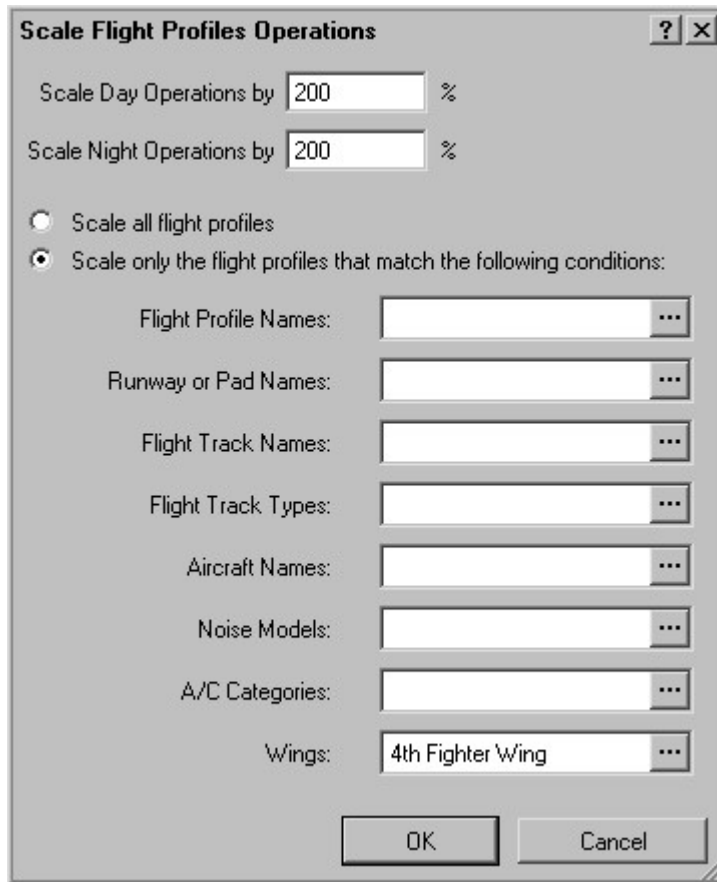 Scale Flight Profiles Operations ? ×
Scale Day Operations by 200 %
Scale Night Operations by 200 %
Scale all flight profiles
Scale only the flight profiles that match the following conditions:
Flight Profile Names: ...
Runway or Pad Names: ...
Flight Track Names: ...
Flight Track Types: ...
Aircraft Names: ...
Noise Models: ...
A/C Categories: ...
Wings: 4th Fighter Wing ...
OK Cancel